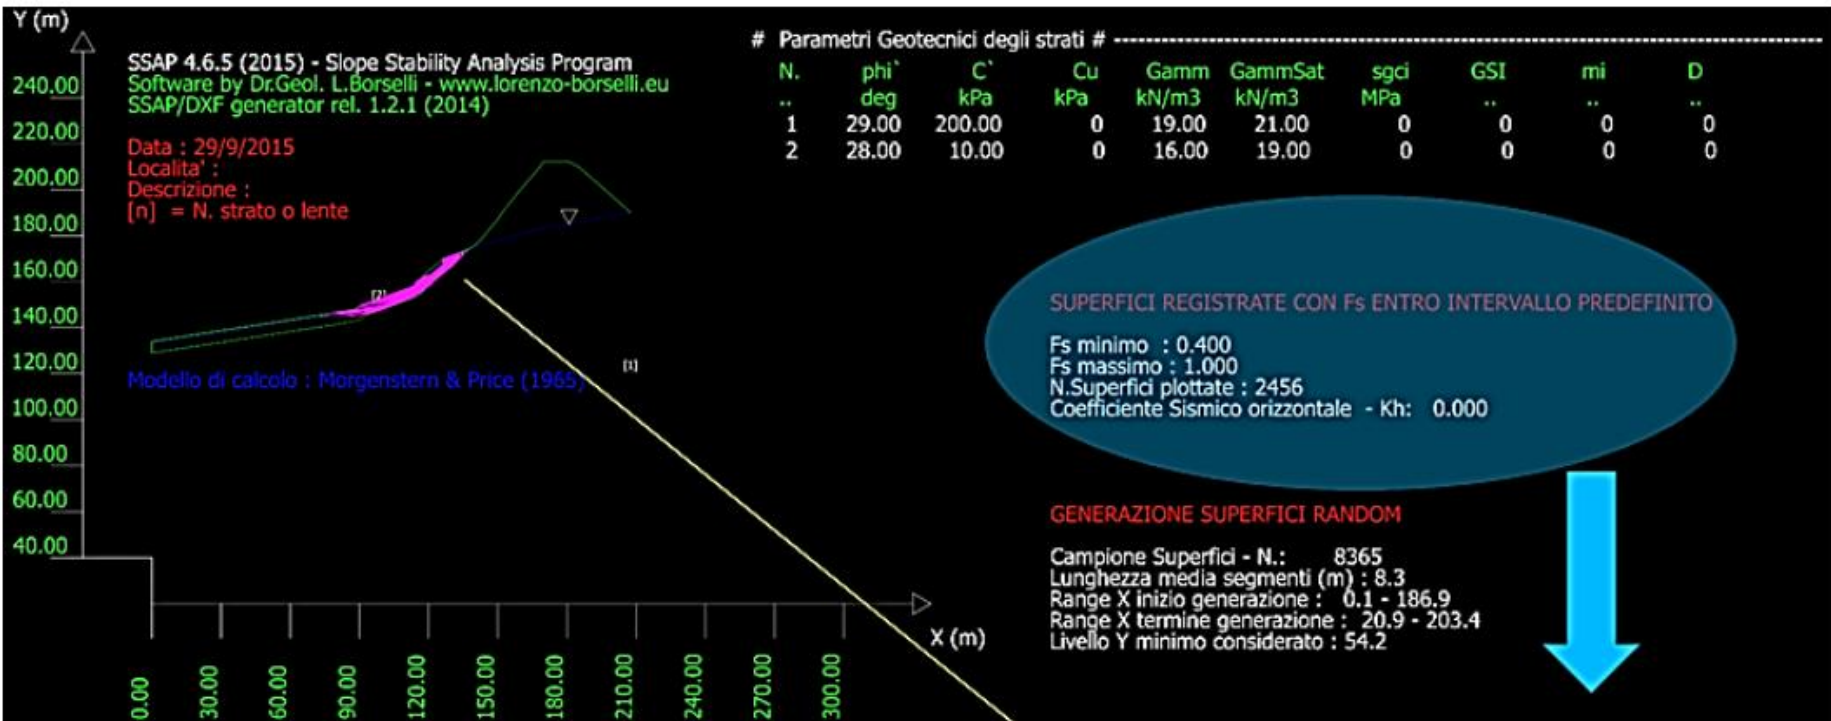 Y (m)
SSAP 4.6.5 (2015) - Slope Stability Analysis Program
Software by Dr.Geol. L.Borselli - www.lorenzo-borselli.eu
SSAP/DXF generator rel. 1.2.1 (2014)
Data : 29/9/2015
Localita' :
Descrizione :
[n] = N. strato o lente
# Parametri Geotecnici degli strati # -----------------------------------------------------------------------
N. phi` C` Cu Gamm GammSat sgci GSI mi D
.. deg kPa kPa kN/m3 kN/m3 MPa .. .. ..
1 29.00 200.00 0 19.00 21.00 0 0 0 0
2 28.00 10.00 0 16.00 19.00 0 0 0 0
240.00
220.00
200.00
180.00
160.00
140.00
120.00
100.00
80.00
60.00
40.00
[2]
[1]
Modello di calcolo : Morgenstern & Price (1965)
SUPERFICI REGISTRATE CON Fs ENTRO INTERVALLO PREDEFINITO
Fs minimo : 0.400
Fs massimo : 1.000
N.Superfici plottate : 2456
Coefficiente Sismico orizzontale - Kh: 0.000
GENERAZIONE SUPERFICI RANDOM
Campione Superfici - N.: 8365
Lunghezza media segmenti (m) : 8.3
Range X inizio generazione : 0.1 - 186.9
Range X termine generazione : 20.9 - 203.4
Livello Y minimo considerato : 54.2
X (m)
0.00 30.00 60.00 90.00 120.00 150.00 180.00 210.00 240.00 270.00 300.00